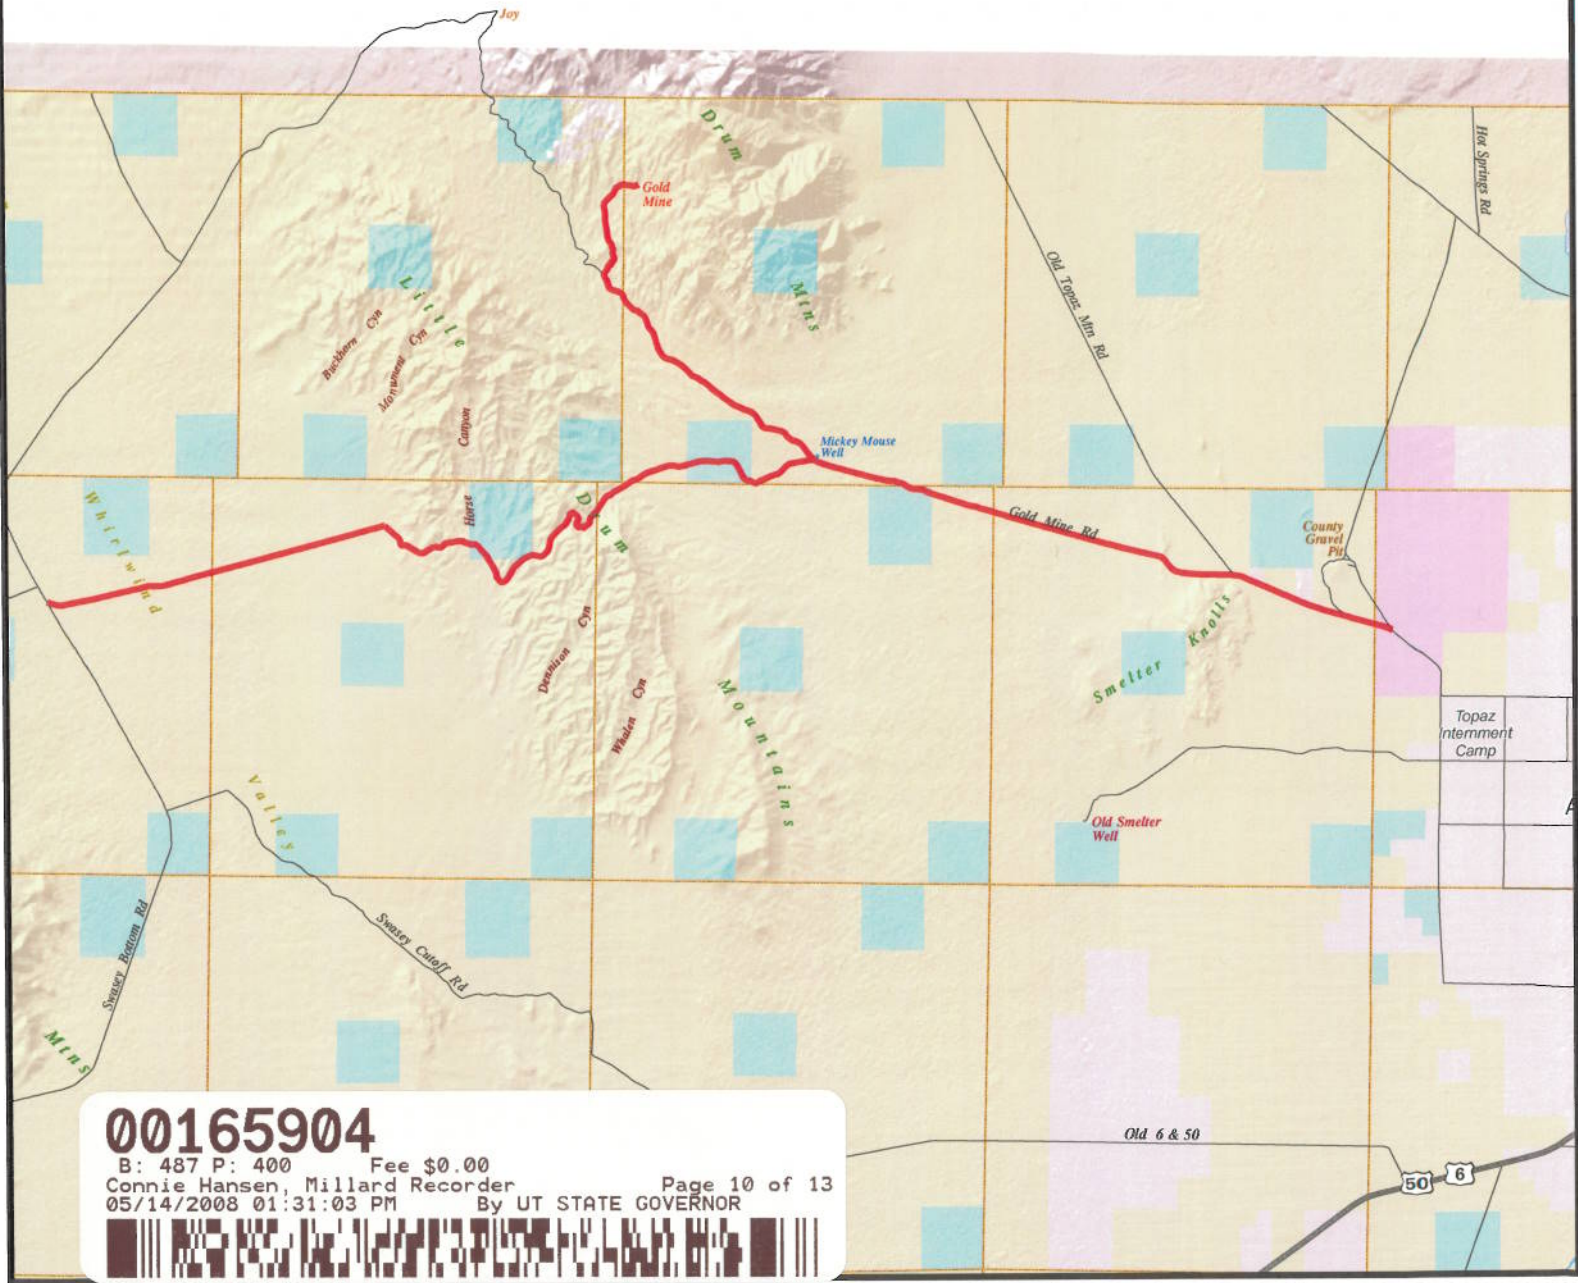 Joy
Drum
Mtns
Hot Springs Rd
Gold
Mine
Old Topaz Mtn Rd
Little
Buckhorn Cyn
Monument Cyn
Horse Canyon
Mickey Mouse
Well
Whirlwind
Drum
Gold Mine Rd
County
Gravel
Pit
Dennison Cyn
Whalen Cyn
Smelter Knolls
Mountains
Topaz
Internment
Camp
Valley
Old Smelter
Well
Swasey Bottom Rd
Swasey Cutoff Rd
Mtns
Old 6 & 50
50
6
00165904
B: 487 P: 400 Fee $0.00
Connie Hansen, Millard Recorder Page 10 of 13
05/14/2008 01:31:03 PM By UT STATE GOVERNOR